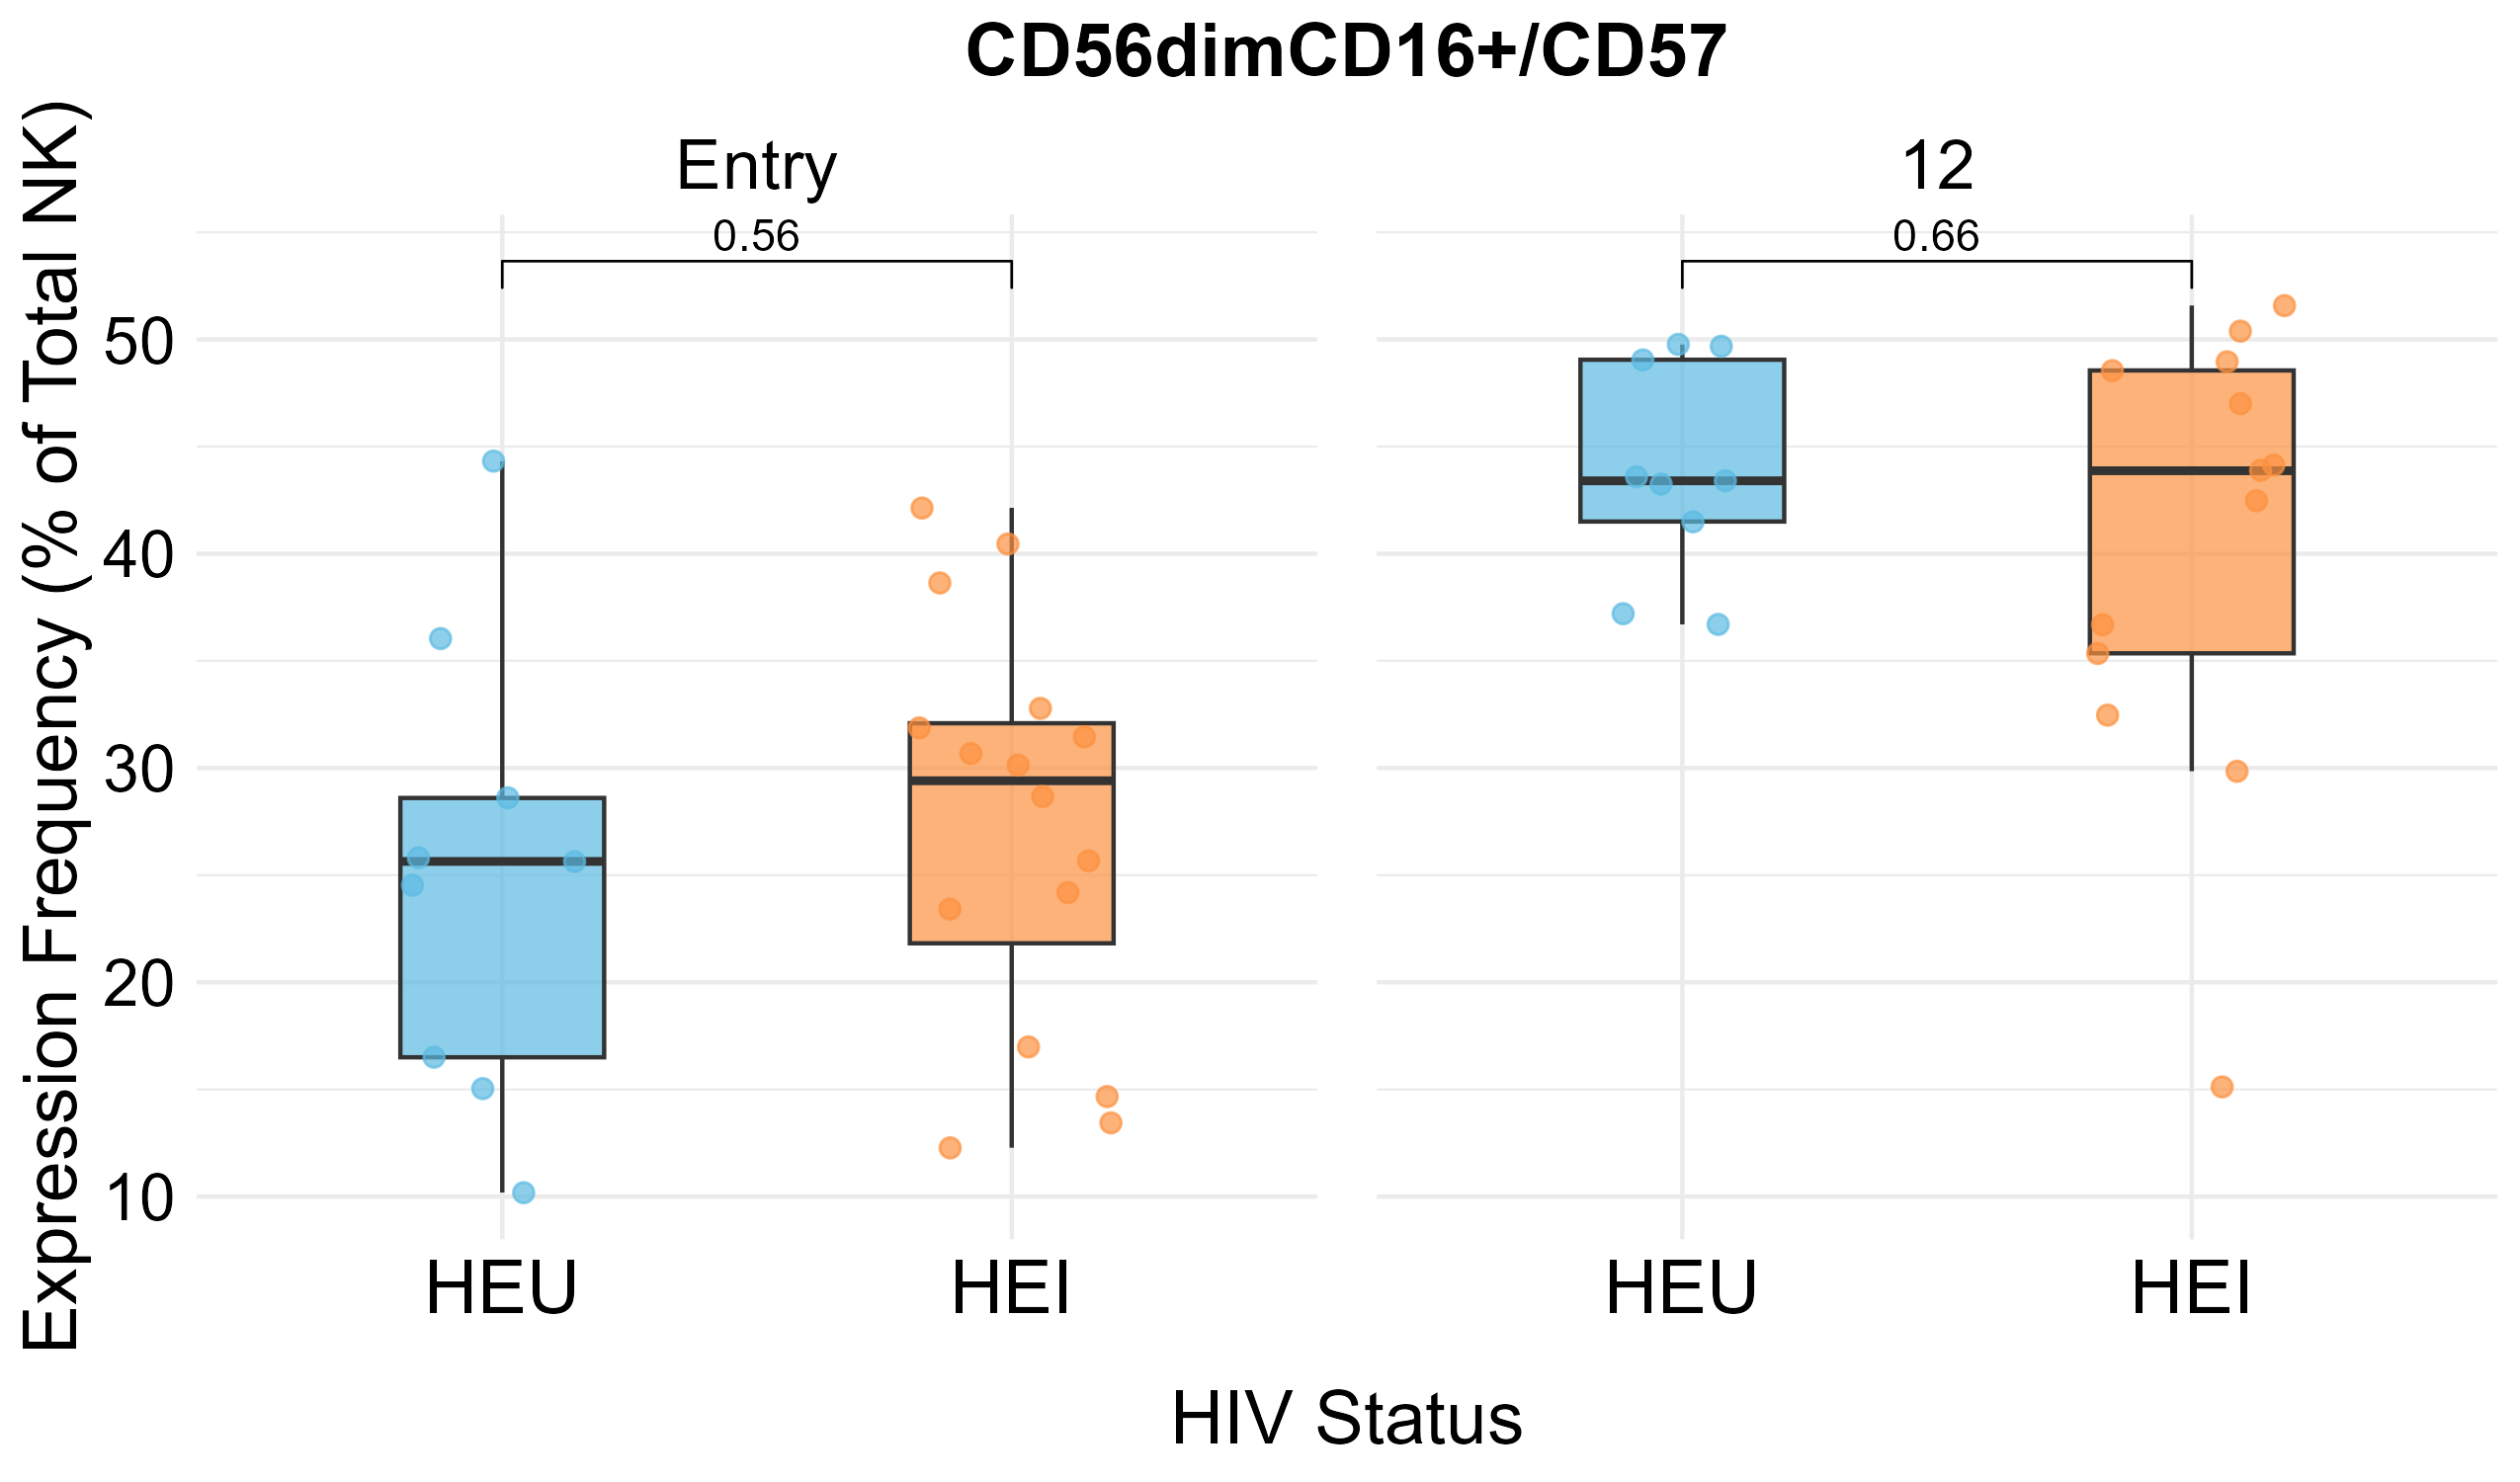 CD56dimCD16+/CD57
Entry
12
0.56
0.66
Expression Frequency (% of Total NK)
50
40
30
20
10
HEU
HEI
HEU
HEI
HIV Status